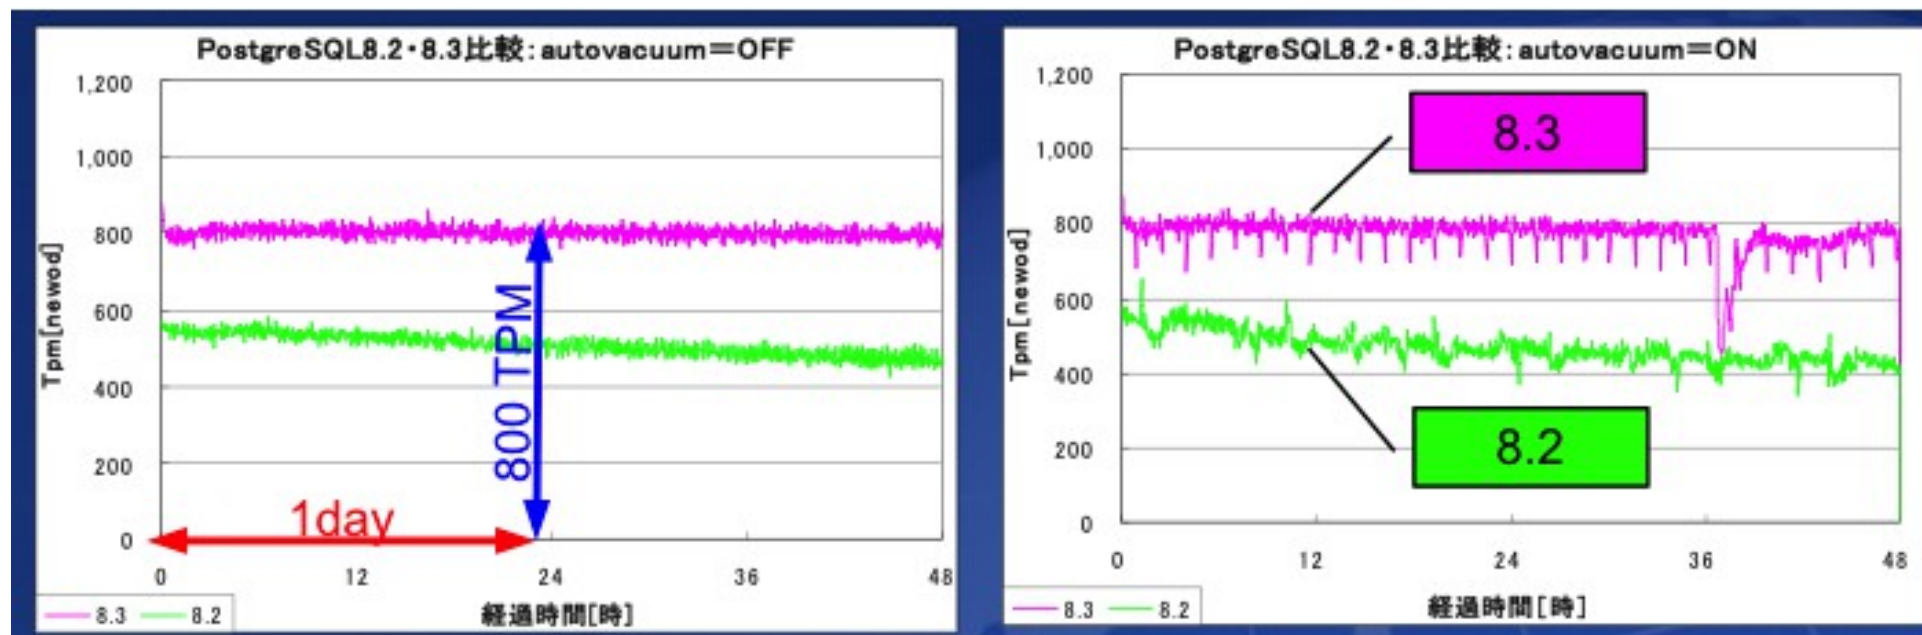 PostgreSQL8.2・8.3比較:autovacuum＝OFF
1,200
1,000
800
600
400
200
0
Tpm[newod]
800 TPM
1day
0 12 24 36 48
経過時間[時]
8.3 8.2
PostgreSQL8.2・8.3比較:autovacuum＝ON
1,200
1,000
800
600
400
200
0
Tpm[newod]
8.3
8.2
0 12 24 36 48
経過時間[時]
8.3 8.2